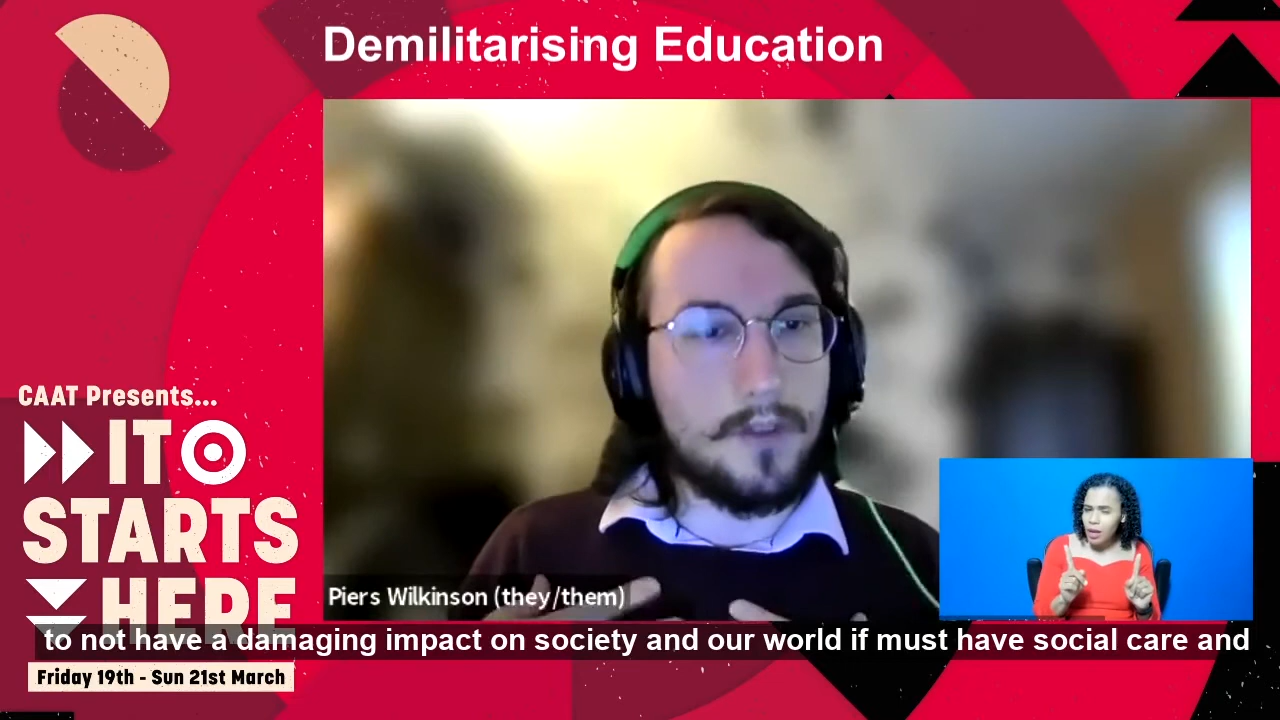 Demilitarising Education
CAAT Presents...
IT
STARTS
HERE
Piers Wilkinson (they/them)
to not have a damaging impact on society and our world if must have social care and
Friday 19th - Sun 21st March